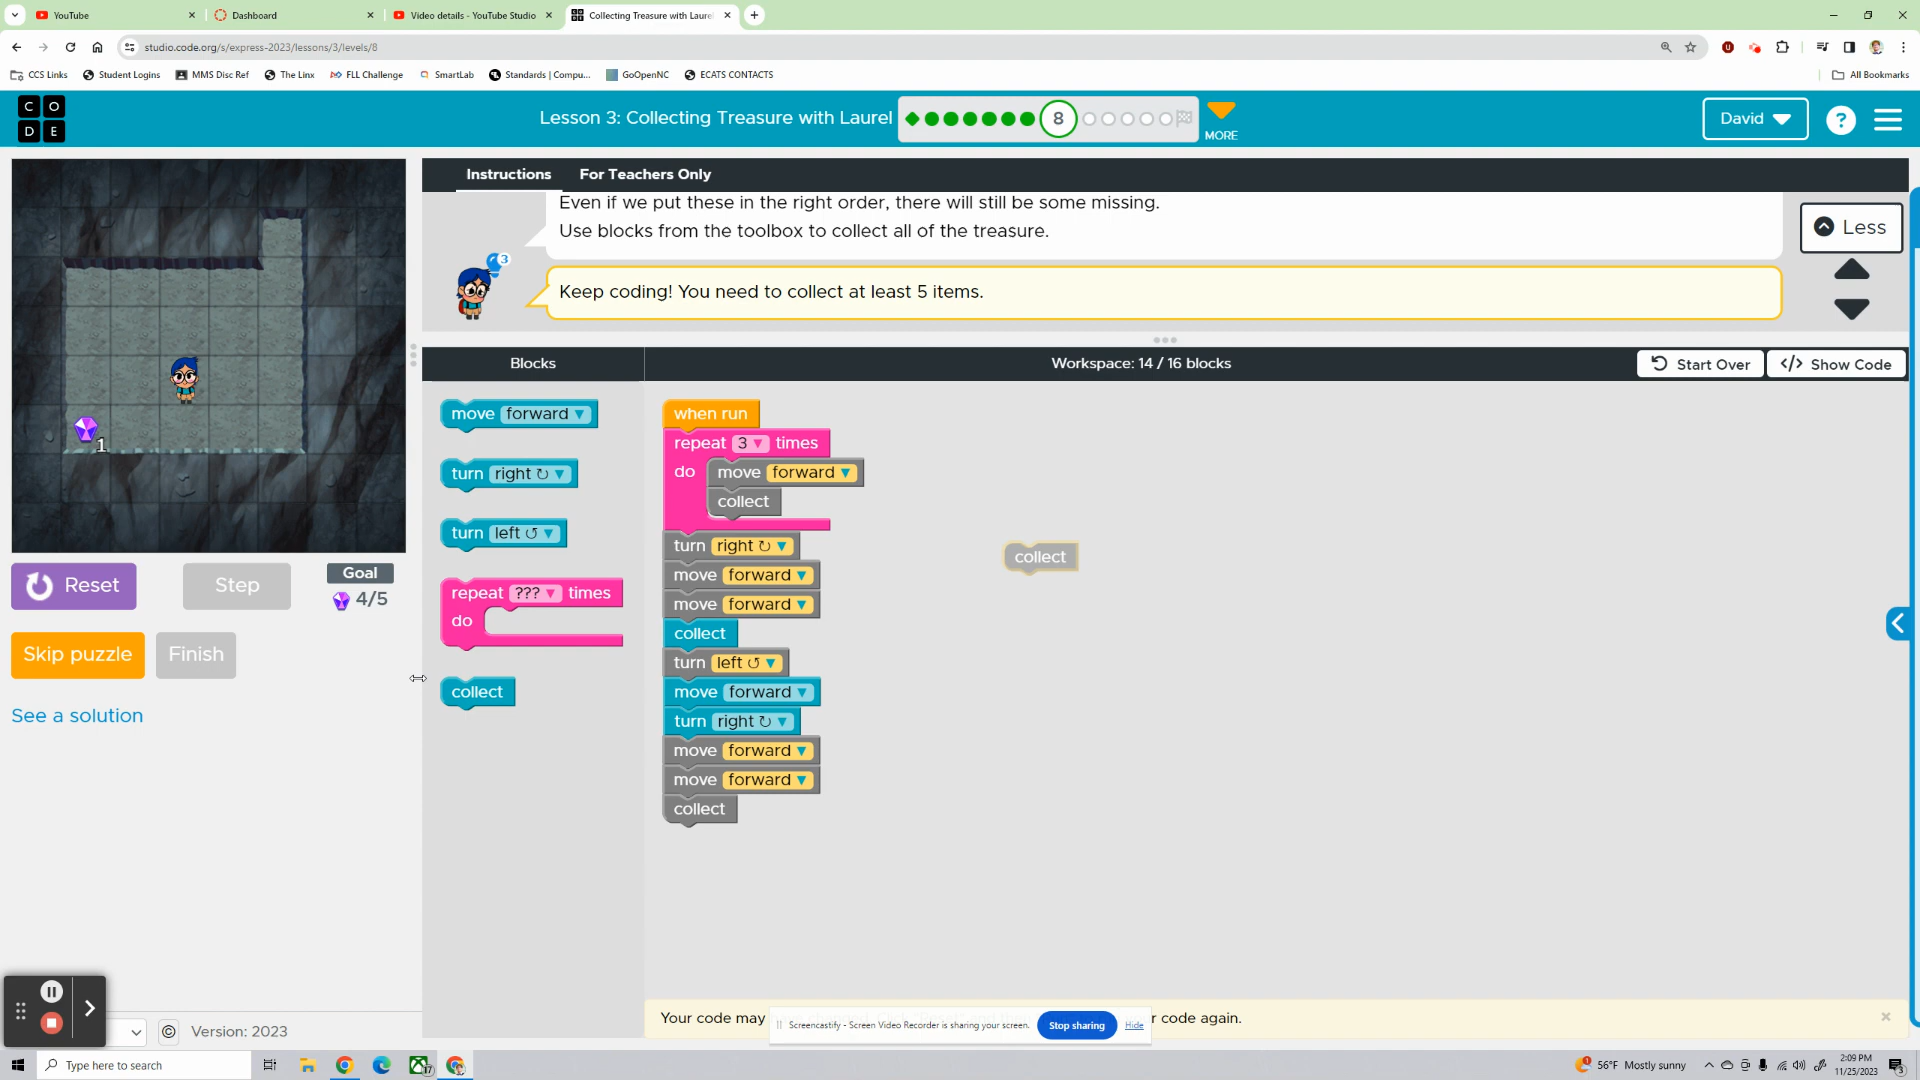 YouTube
Dashboard
Video details - YouTube Studio
Collecting Treasure with Laurel
studio.code.org/s/express-2023/lessons/3/levels/8
CCS Links
Student Logins
MMS Disc Ref
The Linx
FLL Challenge
SmartLab
Standards | Compu...
GoOpenNC
ECATS CONTACTS
All Bookmarks
CODE
Lesson 3: Collecting Treasure with Laurel
8
MORE
David
?
Instructions
For Teachers Only
Even if we put these in the right order, there will still be some missing.
Use blocks from the toolbox to collect all of the treasure.
3
Keep coding! You need to collect at least 5 items.
Less
Blocks
Workspace: 14 / 16 blocks
Start Over
</> Show Code
1
Reset
Step
Goal
4/5
Skip puzzle
Finish
See a solution
move forward ▼
turn right ↻ ▼
turn left ↺ ▼
repeat ??? ▼ times
do
collect
when run
repeat 3 ▼ times
do move forward ▼
collect
turn right ↻ ▼
move forward ▼
move forward ▼
collect
turn left ↺ ▼
move forward ▼
turn right ↻ ▼
move forward ▼
move forward ▼
collect
collect
Your code may
r code again.
Screencastify - Screen Video Recorder is sharing your screen.
Stop sharing
Hide
© Version: 2023
Type here to search
17
56°F Mostly sunny
2:09 PM
11/25/2023
3